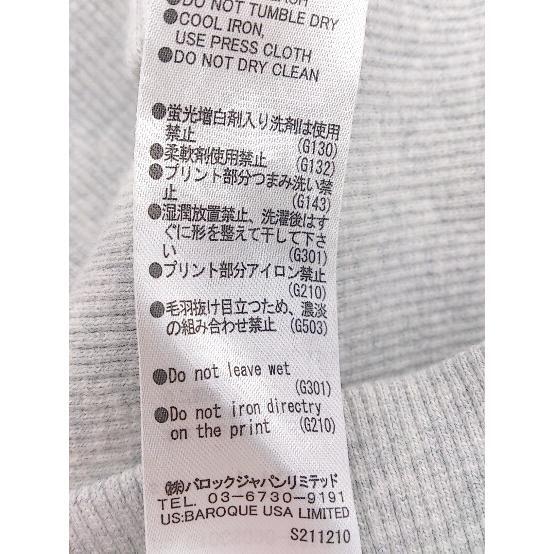 ●DO NOT TUMBLE DRY
●COOL IRON,
USE PRESS CLOTH
●DO NOT DRY CLEAN
●蛍光増白剤入り洗剤は使用
禁止 (G130)
●柔軟剤使用禁止 (G132)
●プリント部分つまみ洗い禁
止 (G143)
●湿潤放置禁止、洗濯後はす
ぐに形を整えて干して下さ
い (G301)
●プリント部分アイロン禁止
(G210)
●毛羽抜け目立つため、濃淡
の組み合わせ禁止 (G503)
●Do not leave wet
(G301)
●Do not iron directry
on the print (G210)
㈱バロックジャパンリミテッド
TEL. 03-6730-9191
US:BAROQUE USA LIMITED
S211210